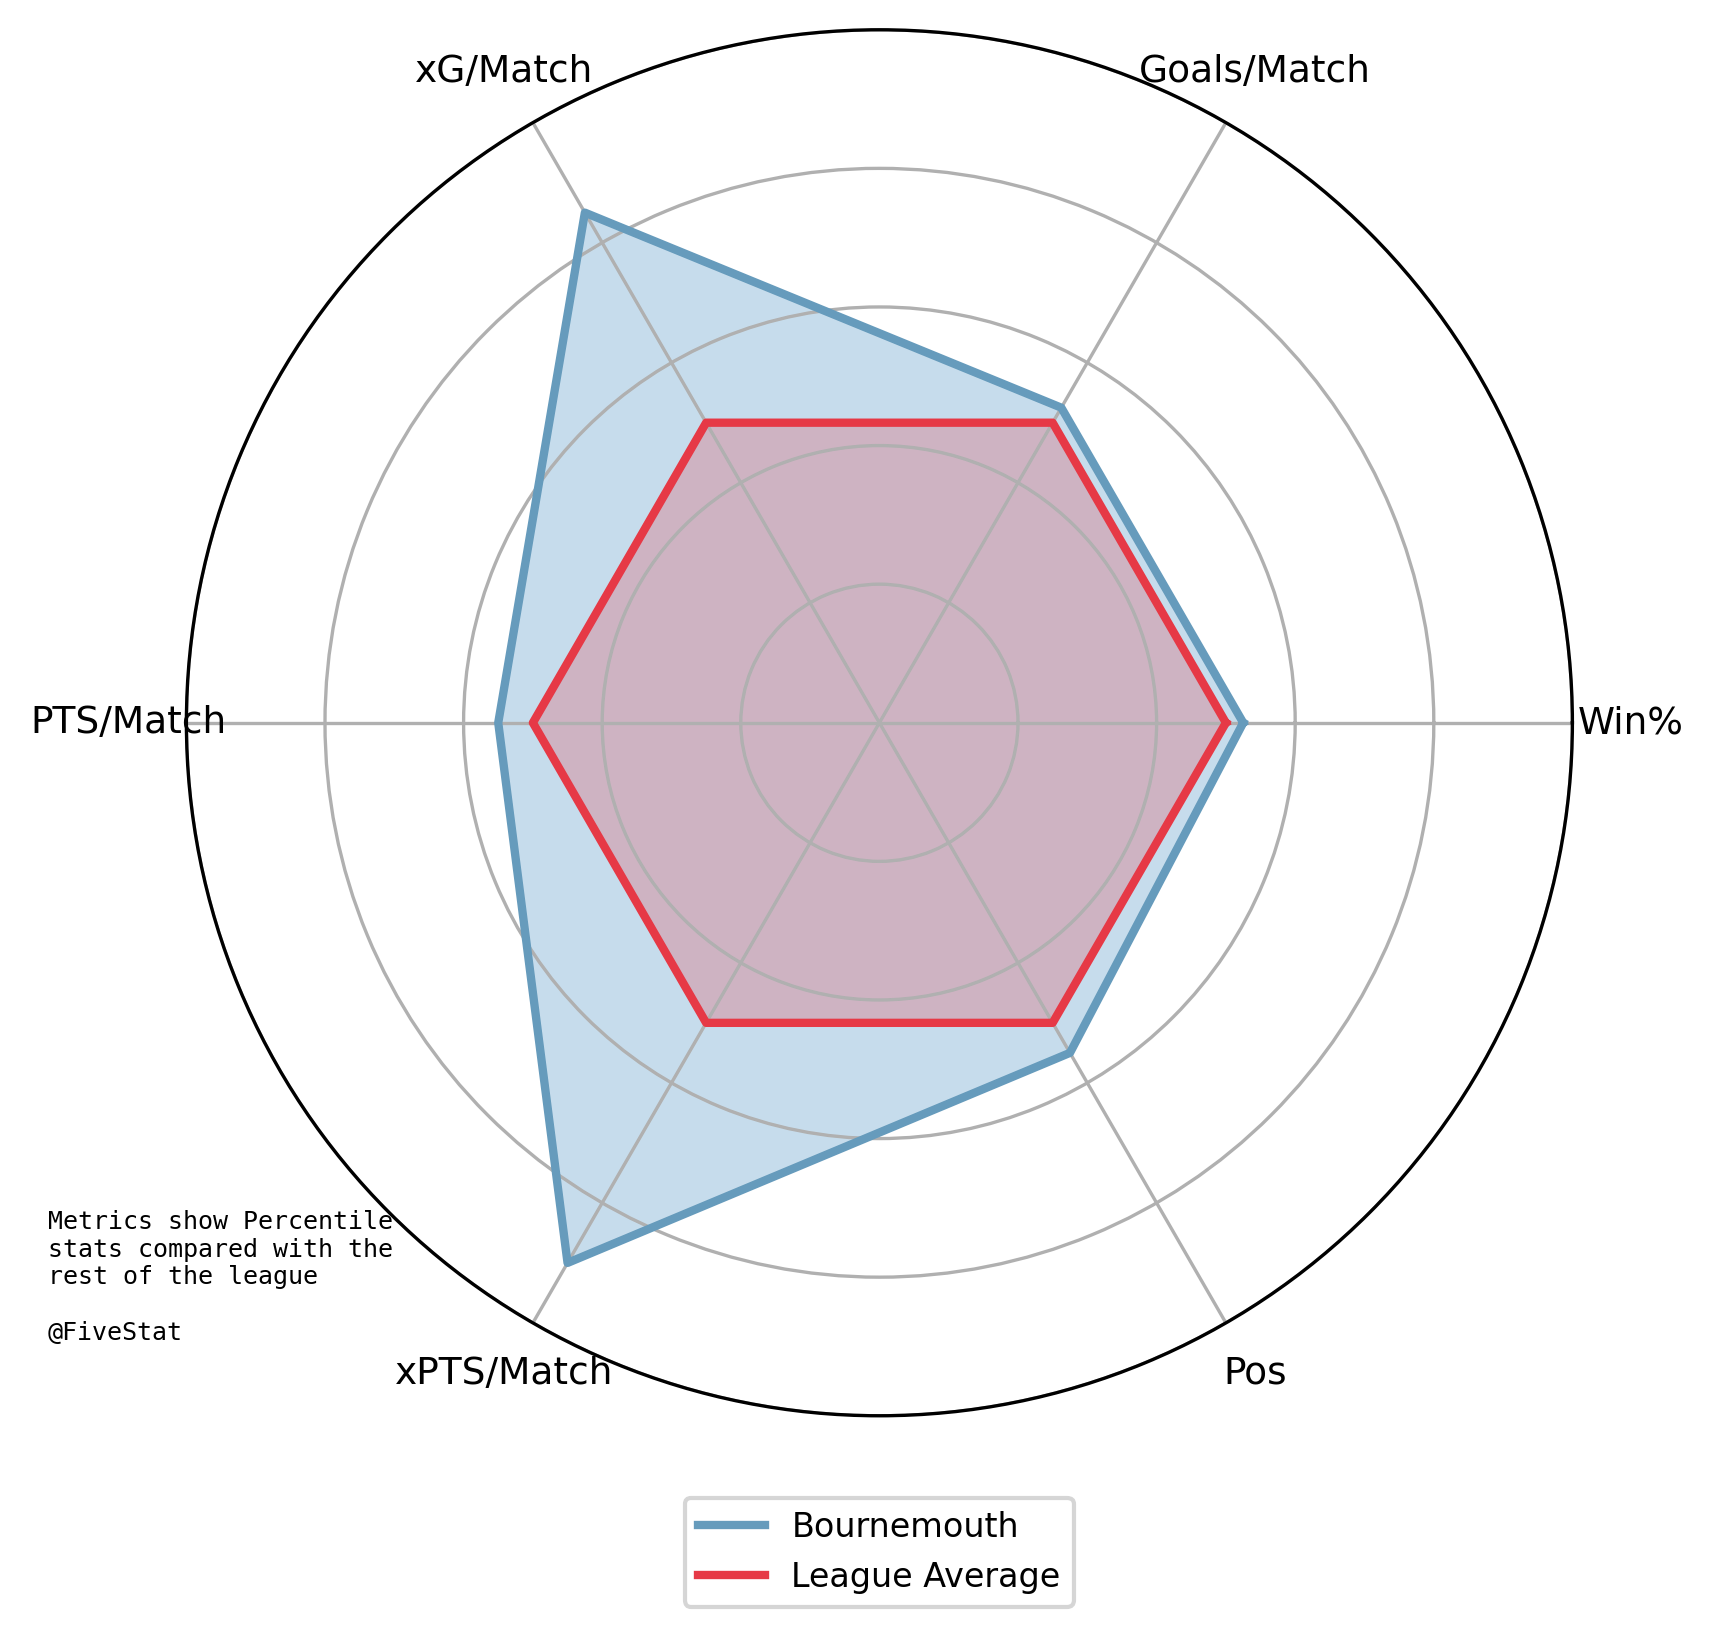 xG/Match
Goals/Match
PTS/Match
Win%
Metrics show Percentile
stats compared with the
rest of the league
@FiveStat
xPTS/Match
Pos
Bournemouth
League Average